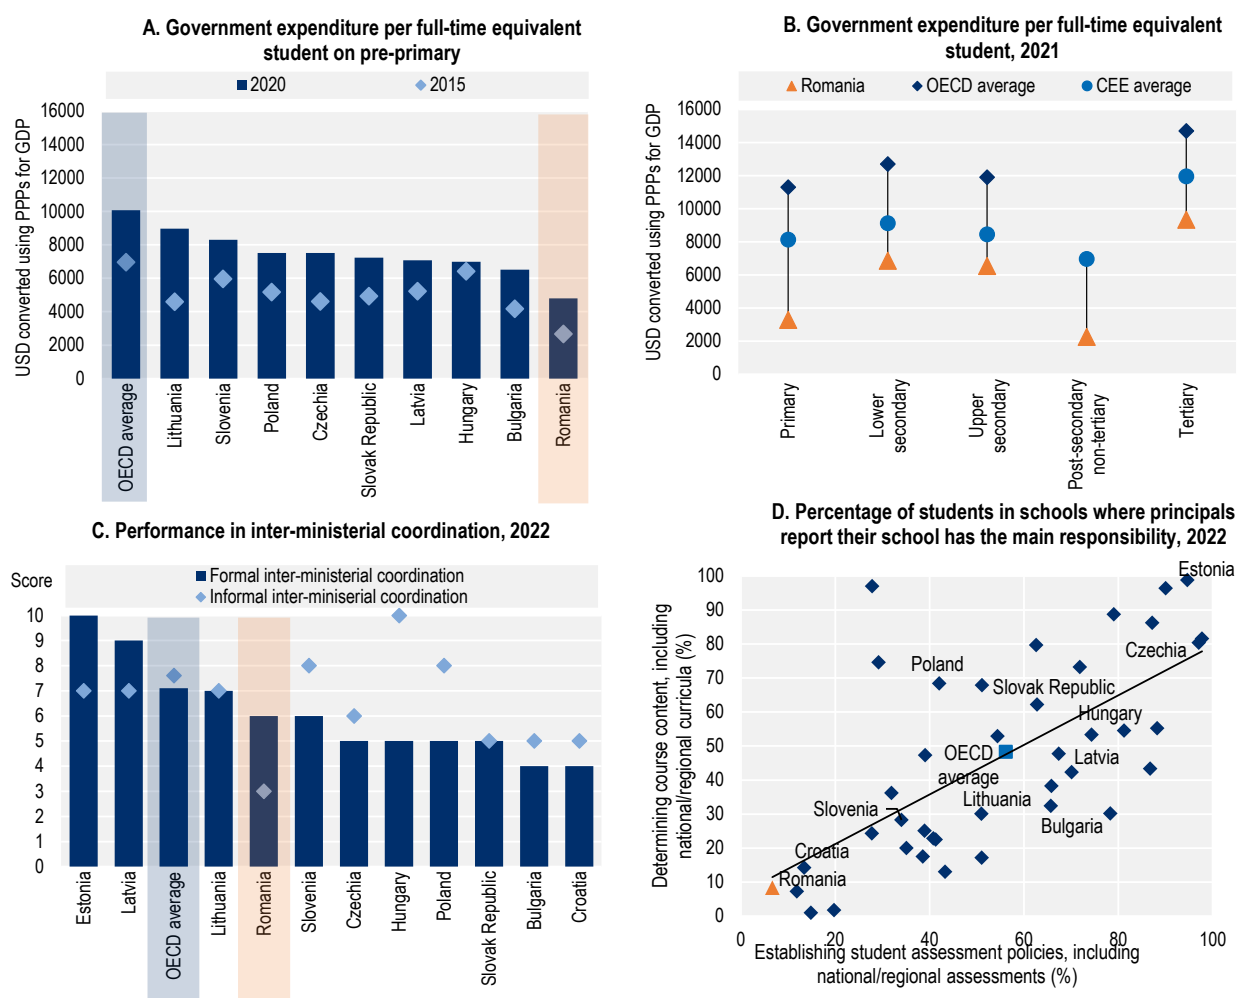 A. Government expenditure per full-time equivalent
student on pre-primary
2020
2015
USD converted using PPPs for GDP
16000
14000
12000
10000
8000
6000
4000
2000
0
OECD average
Lithuania
Slovenia
Poland
Czechia
Slovak Republic
Latvia
Hungary
Bulgaria
Romania
B. Government expenditure per full-time equivalent
student, 2021
Romania
OECD average
CEE average
USD converted using PPPs for GDP
16000
14000
12000
10000
8000
6000
4000
2000
0
Primary
Lower
secondary
Upper
secondary
Post-secondary
non-tertiary
Tertiary
C. Performance in inter-ministerial coordination, 2022
Score
Formal inter-ministerial coordination
Informal inter-miniserial coordination
10
9
8
7
6
5
4
3
2
1
0
Estonia
Latvia
OECD average
Lithuania
Romania
Slovenia
Czechia
Hungary
Poland
Slovak Republic
Bulgaria
Croatia
D. Percentage of students in schools where principals
report their school has the main responsibility, 2022
Determining course content, including
national/regional curricula (%)
100
90
80
70
60
50
40
30
20
10
0
Estonia
Czechia
Poland
Slovak Republic
Hungary
OECD
average
Latvia
Lithuania
Slovenia
Bulgaria
Croatia
Romania
0
20
40
60
80
100
Establishing student assessment policies, including
national/regional assessments (%)